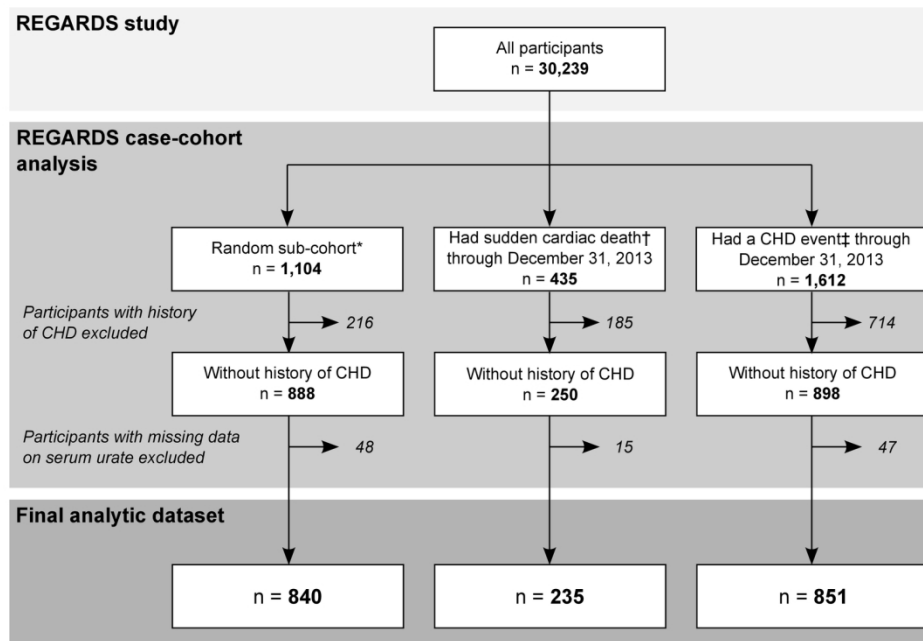 REGARDS study
All participants
n = 30,239
REGARDS case-cohort
analysis
Random sub-cohort*
n = 1,104
Had sudden cardiac death†
through December 31, 2013
n = 435
Had a CHD event‡ through
December 31, 2013
n = 1,612
Participants with history
of CHD excluded
216
185
714
Without history of CHD
n = 888
Without history of CHD
n = 250
Without history of CHD
n = 898
Participants with missing data
on serum urate excluded
48
15
47
Final analytic dataset
n = 840
n = 235
n = 851